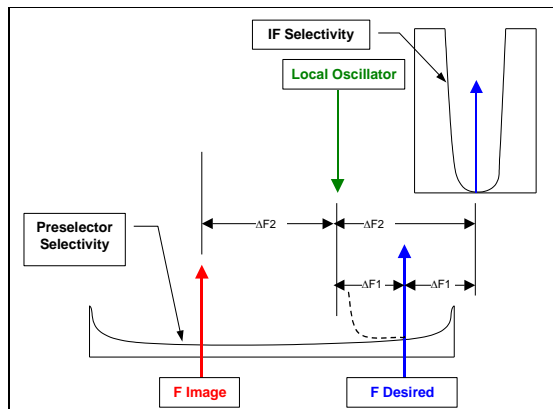 IF Selectivity
Local Oscillator
ΔF2
ΔF2
Preselector
Selectivity
ΔF1
ΔF1
F Image
F Desired